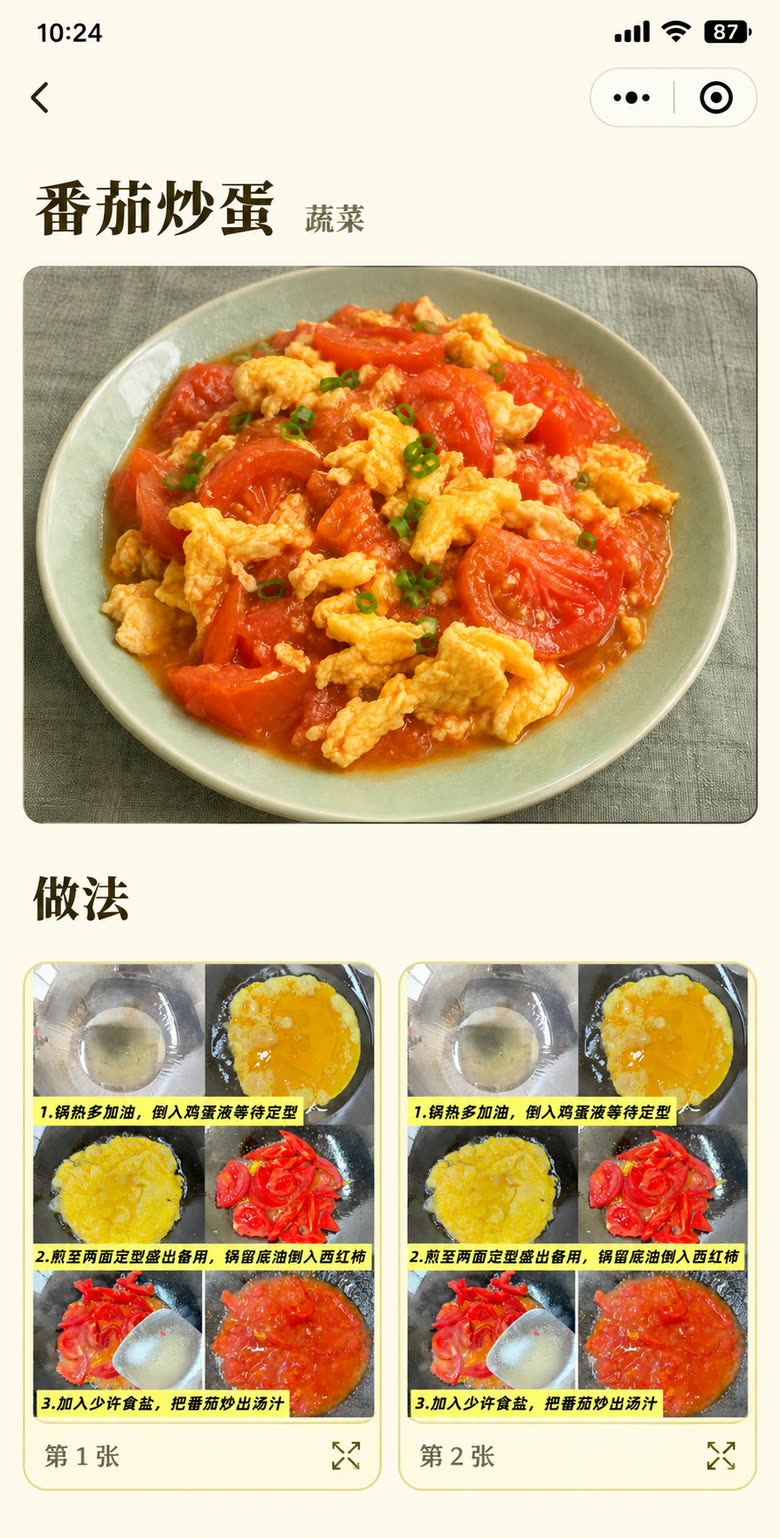 10:24
87
番茄炒蛋 蔬菜
做法
1.锅热多加油，倒入鸡蛋液等待定型
2.煎至两面定型盛出备用，锅留底油倒入西红柿
3.加入少许食盐，把番茄炒出汤汁
第 1 张
1.锅热多加油，倒入鸡蛋液等待定型
2.煎至两面定型盛出备用，锅留底油倒入西红柿
3.加入少许食盐，把番茄炒出汤汁
第 2 张